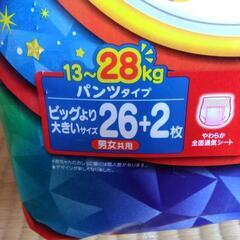 13~28kg
パンツタイプ
ビッグより
大きいサイズ
26+2枚
男女共用
やわらか
全面通気シート